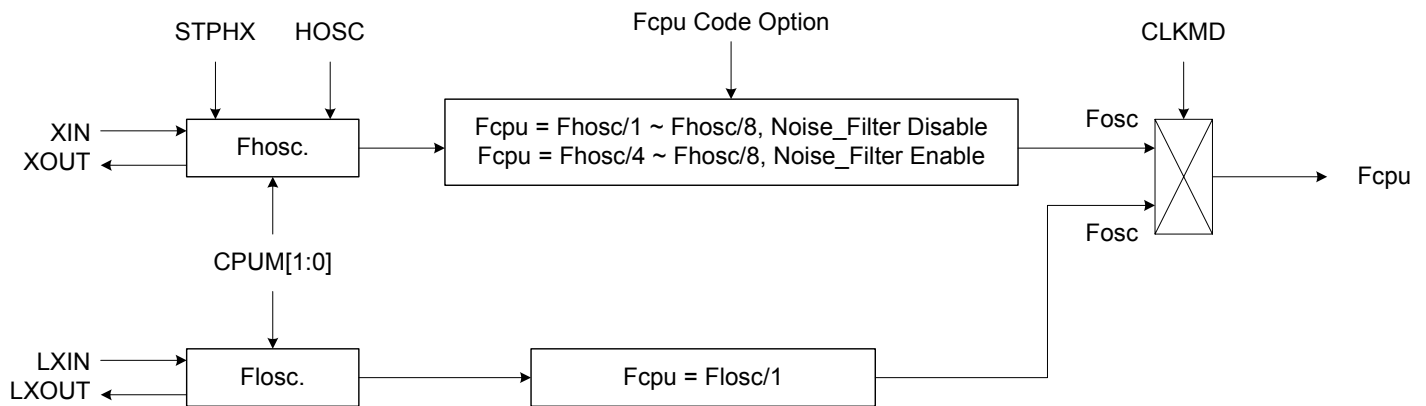 Fcpu Code Option
STPHX HOSC CLKMD
XIN
XOUT
Fhosc.
Fcpu = Fhosc/1 ~ Fhosc/8, Noise_Filter Disable
Fcpu = Fhosc/4 ~ Fhosc/8, Noise_Filter Enable
Fosc
Fcpu
Fosc
CPUM[1:0]
LXIN
LXOUT
Flosc.
Fcpu = Flosc/1